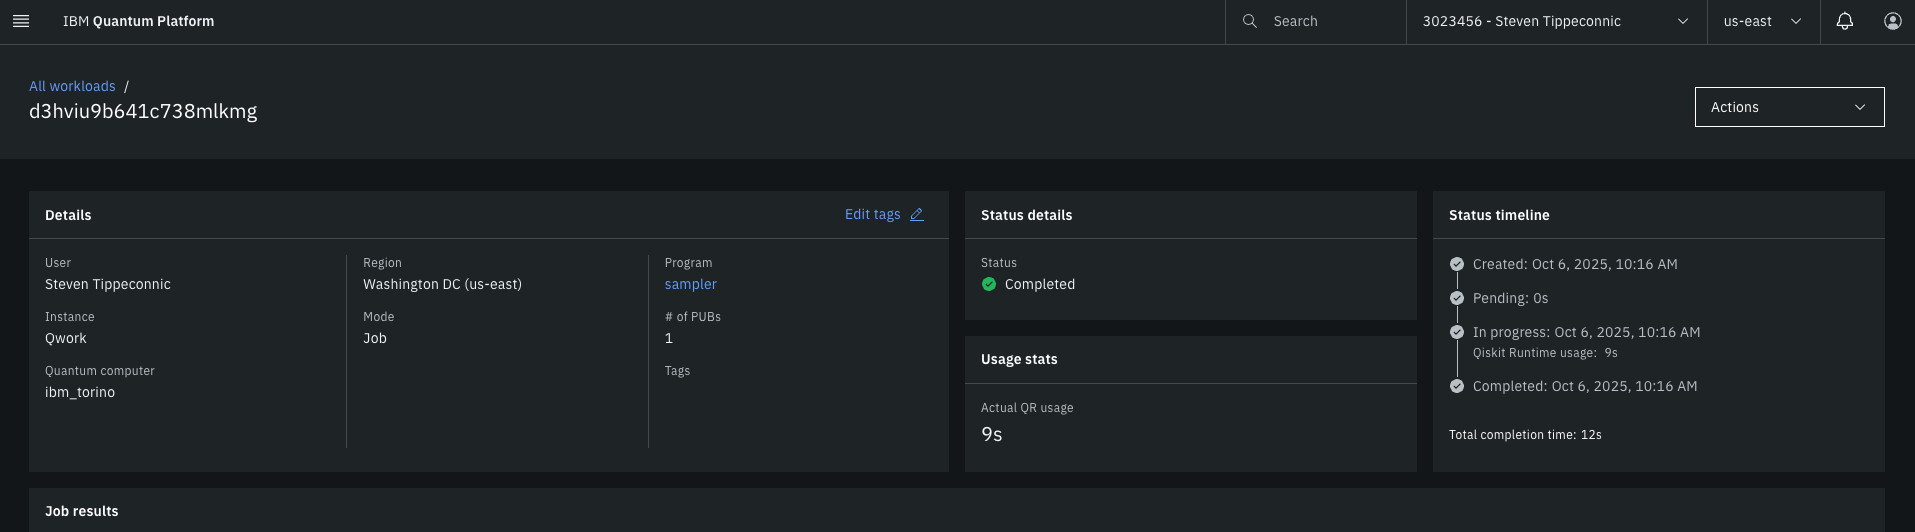 IBM Quantum Platform
Search
3023456 - Steven Tippeconnic
us-east
All workloads /
d3hviu9b641c738mlkmg
Actions
Details
Edit tags
User
Steven Tippeconnic
Instance
Qwork
Quantum computer
ibm_torino
Region
Washington DC (us-east)
Mode
Job
Program
sampler
# of PUBs
1
Tags
Status details
Status
Completed
Usage stats
Actual QR usage
9s
Status timeline
Created: Oct 6, 2025, 10:16 AM
Pending: 0s
In progress: Oct 6, 2025, 10:16 AM
Qiskit Runtime usage: 9s
Completed: Oct 6, 2025, 10:16 AM
Total completion time: 12s
Job results